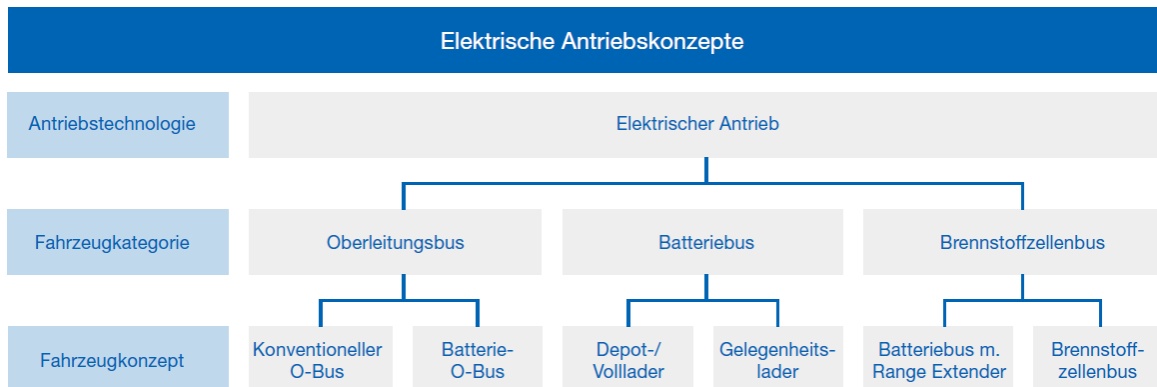 Elektrische Antriebskonzepte
Antriebstechnologie
Elektrischer Antrieb
Fahrzeugkategorie
Oberleitungsbus
Batteriebus
Brennstoffzellenbus
Fahrzeugkonzept
Konventioneller
O-Bus
Batterie-
O-Bus
Depot-/
Volllader
Gelegenheits-
lader
Batteriebus m.
Range Extender
Brennstoff-
zellenbus